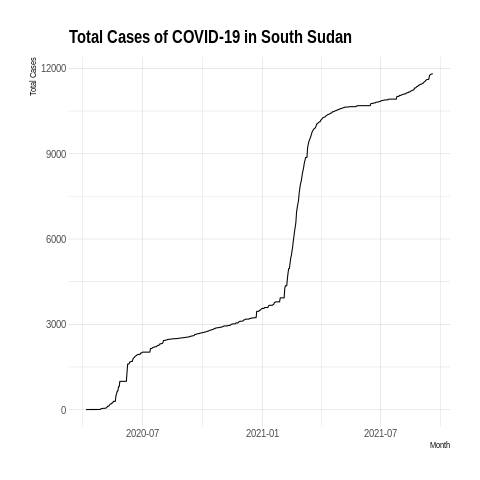 Total Cases of COVID-19 in South Sudan
Total Cases
12000
9000
6000
3000
0
2020-07 2021-01 2021-07
Month